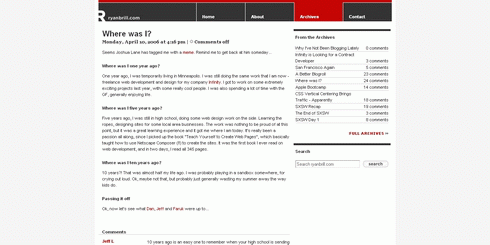 ryanbrill.com
Home
About
Archives
Contact
Where was I?
Monday, April 10, 2006 at 4:26 pm | Comments off
Seems Joshua Lane has tagged me with a meme. Remind me to get back at him someday...
Where was I one year ago?
One year ago, I was temporarily living in Minneapolis. I was still doing the same work that I am now -
freelance web development and design for my company Infinity. I got to work on some extremely
exciting projects last year, with some really cool people. I was also spending a lot of time with the
GF, generally enjoying life.
Where was I five years ago?
Five years ago, I was still in high school, doing some web design work on the side. Learning the
ropes, designing sites for some local area businesses. The work was nothing to be proud of at this
point, but it was a great learning experience and it got me where I am today. It's really been a
passion all along, since I picked up the book "Teach Yourself to Create Web Pages", which basically
taught how to use Netscape Composer (!) to create the sites. It was the first book I ever read on
web development, and in two days, I read all 345 pages.
Where was I ten years ago?
10 years?! That was almost half my life ago. I was probably playing in a sandbox somewhere, for
crying out loud. Ok, maybe not that, but probably just generally wasting my summer away the way
kids do.
Passing it off
Ok, now let's see what Dan, Jeff and Faruk were up to...
Comments
Jeff L
10 years ago is an easy one to remember when your high school is sending
From the Archives
Why I've Not Been Blogging Lately 0 comments
Infinity is Looking for a Contract
Developer 3 comments
San Francisco Again 5 comments
A Better Blogroll 23 comments
Where was I? 24 comments
Apple Bootcamp 14 comments
CSS Vertical Centering Brings
Traffic - Apparently 19 comments
SXSW Recap 19 comments
The End of SXSW 3 comments
SXSW Day 1 3 comments
FULL ARCHIVES »
Search
Search ryanbrill.com
search